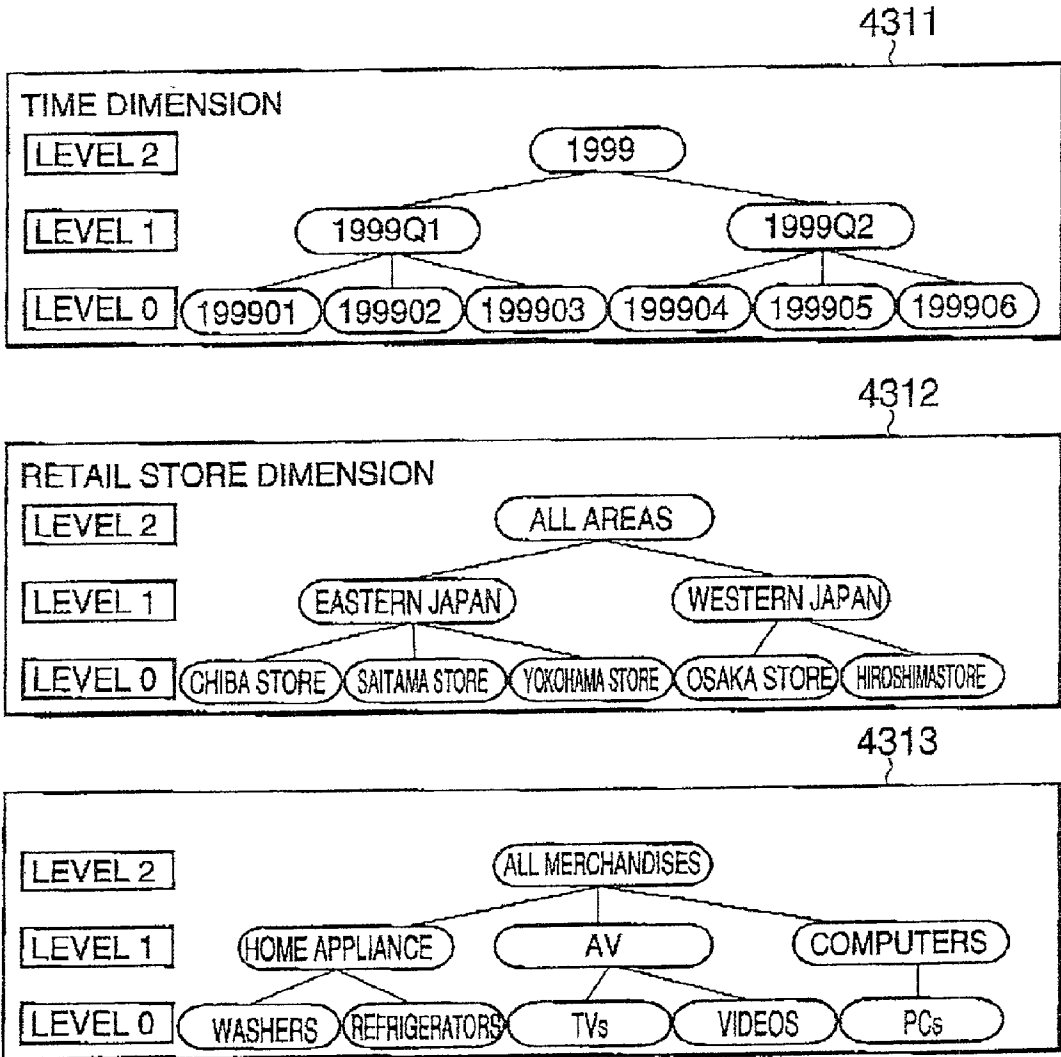 4311
TIME DIMENSION
LEVEL 2 1999
LEVEL 1 1999Q1 1999Q2
LEVEL 0 199901 199902 199903 199904 199905 199906
4312
RETAIL STORE DIMENSION
LEVEL 2 ALL AREAS
LEVEL 1 EASTERN JAPAN WESTERN JAPAN
LEVEL 0 CHIBA STORE SAITAMA STORE YOKOHAMA STORE OSAKA STORE HIROSHIMASTORE
4313
LEVEL 2 ALL MERCHANDISES
LEVEL 1 HOME APPLIANCE AV COMPUTERS
LEVEL 0 WASHERS REFRIGERATORS TVs VIDEOS PCs